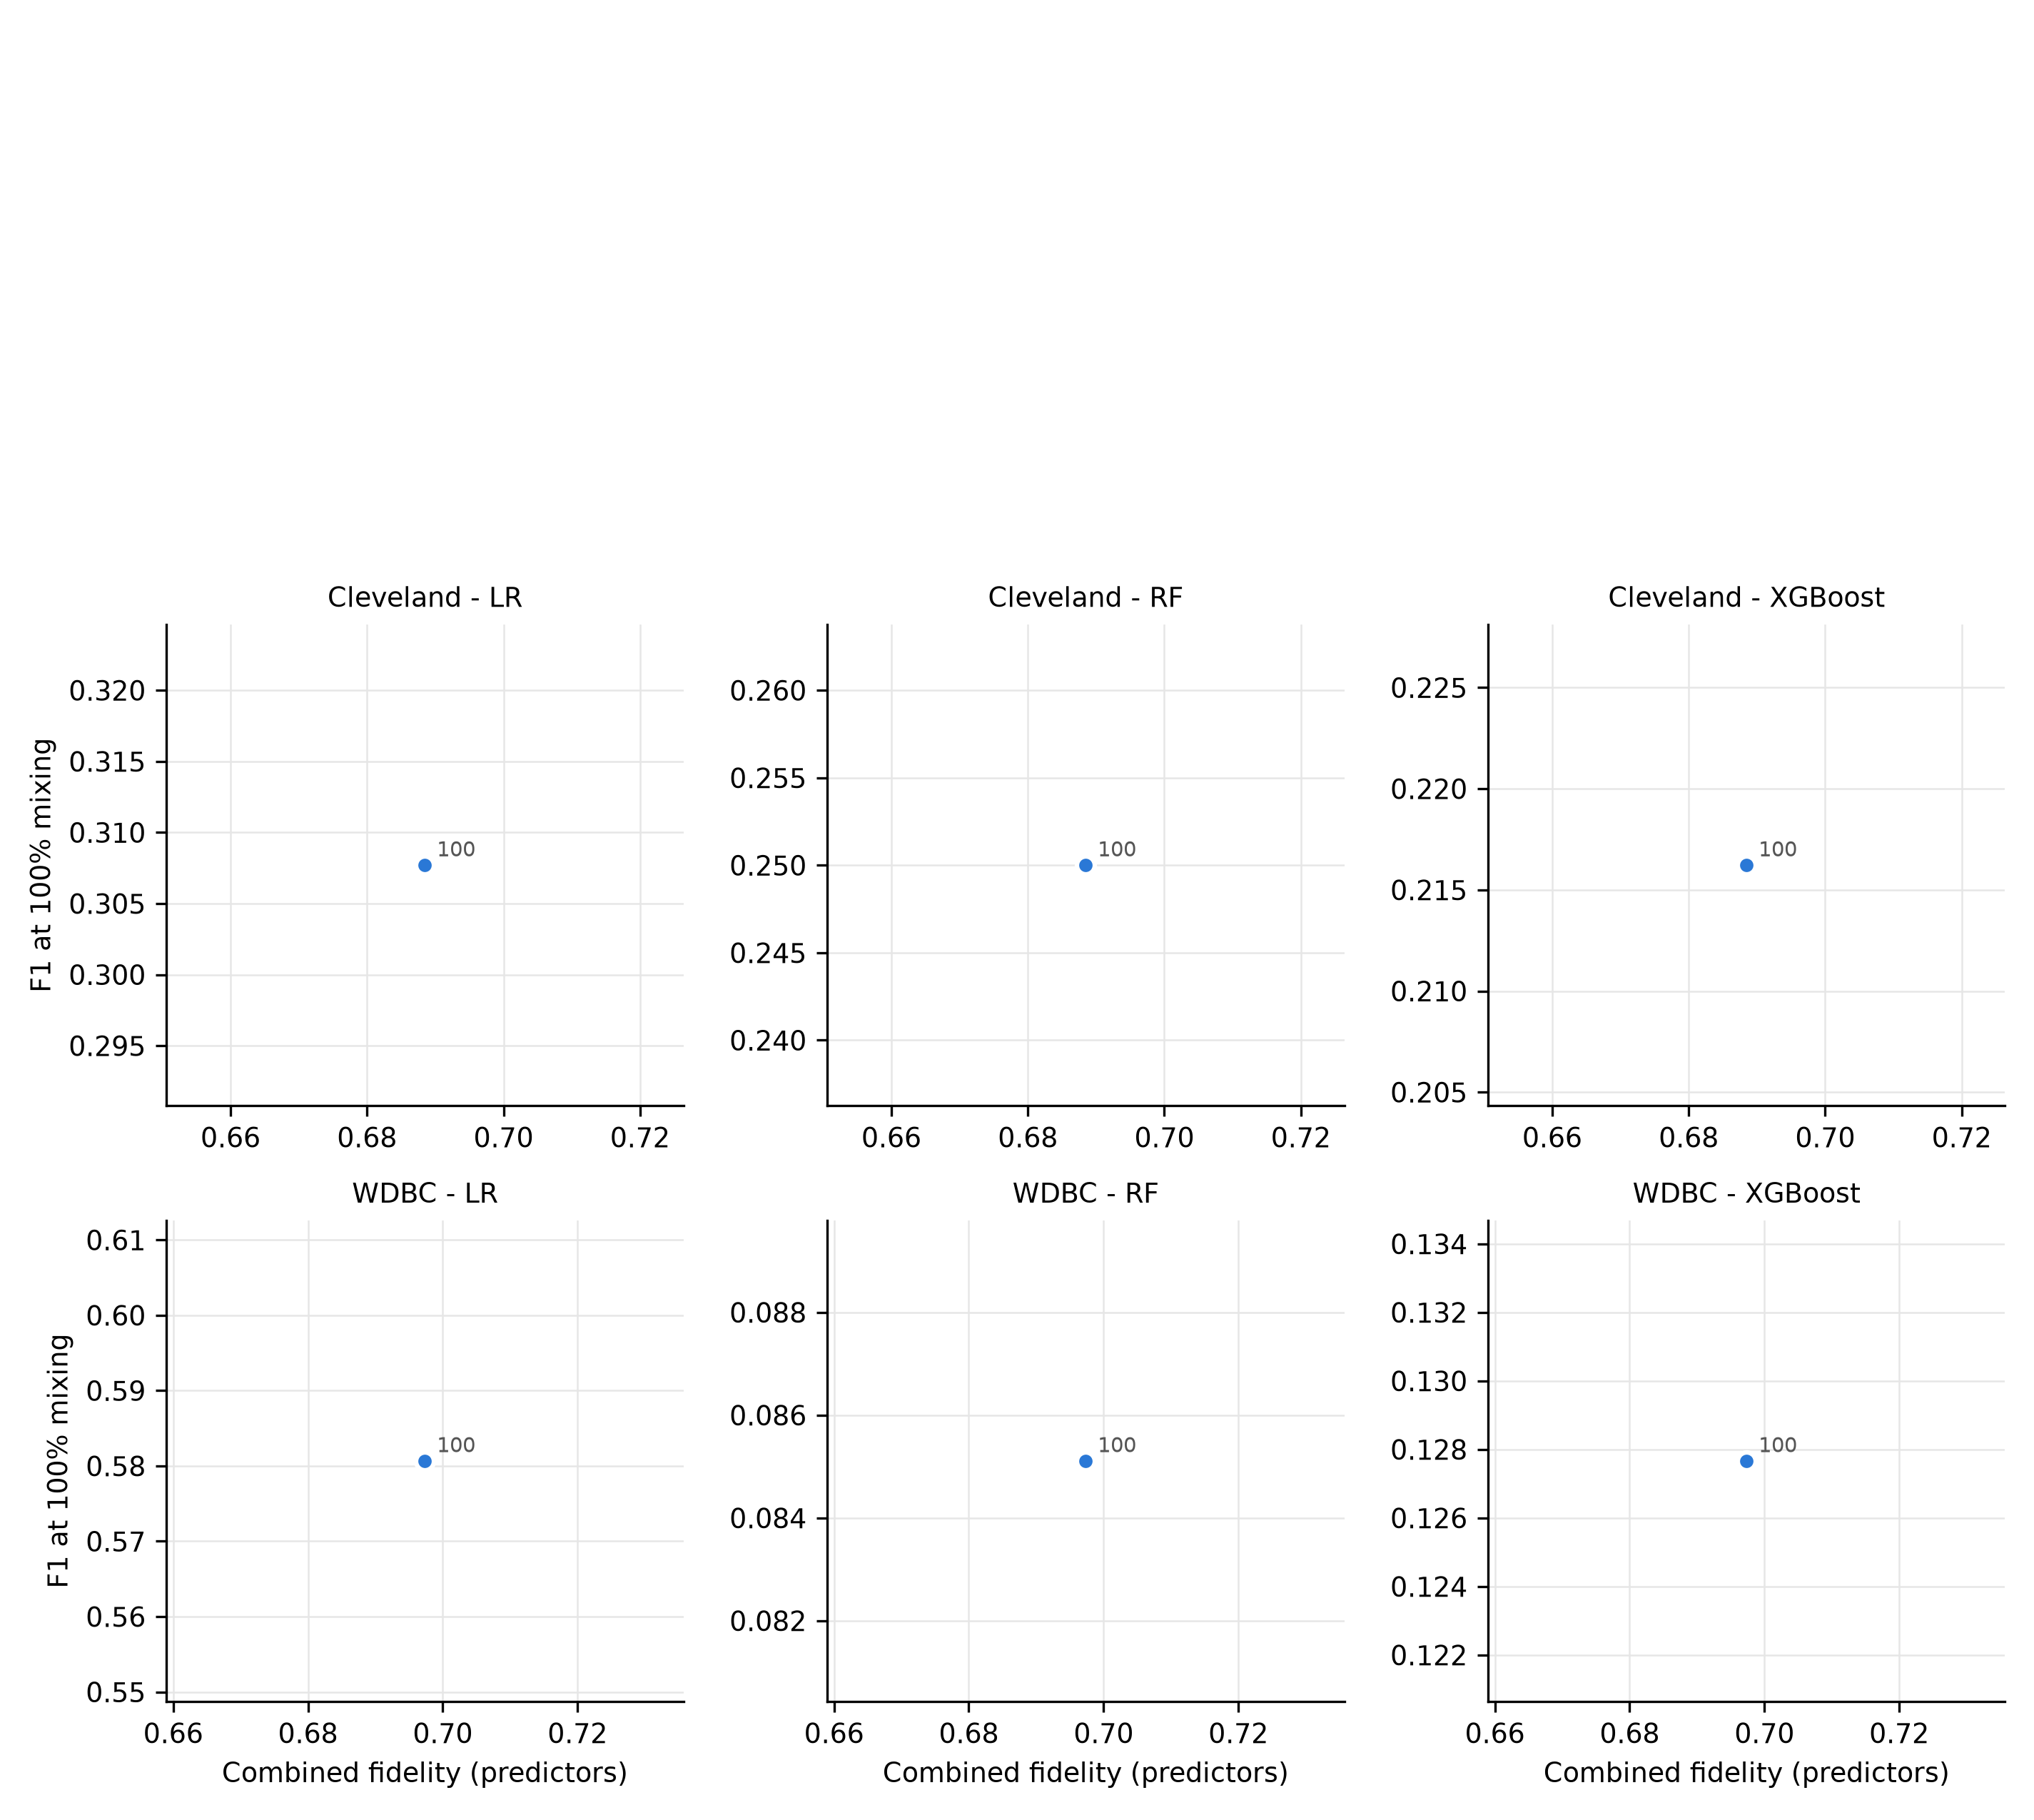 Cleveland - LR
Cleveland - RF
Cleveland - XGBoost
F1 at 100% mixing
0.320
0.315
0.310
0.305
0.300
0.295
100
0.66 0.68 0.70 0.72
0.260
0.255
0.250
0.245
0.240
100
0.66 0.68 0.70 0.72
0.225
0.220
0.215
0.210
0.205
100
0.66 0.68 0.70 0.72
WDBC - LR
WDBC - RF
WDBC - XGBoost
F1 at 100% mixing
0.61
0.60
0.59
0.58
0.57
0.56
0.55
100
0.66 0.68 0.70 0.72
Combined fidelity (predictors)
0.088
0.086
0.084
0.082
100
0.66 0.68 0.70 0.72
Combined fidelity (predictors)
0.134
0.132
0.130
0.128
0.126
0.124
0.122
100
0.66 0.68 0.70 0.72
Combined fidelity (predictors)